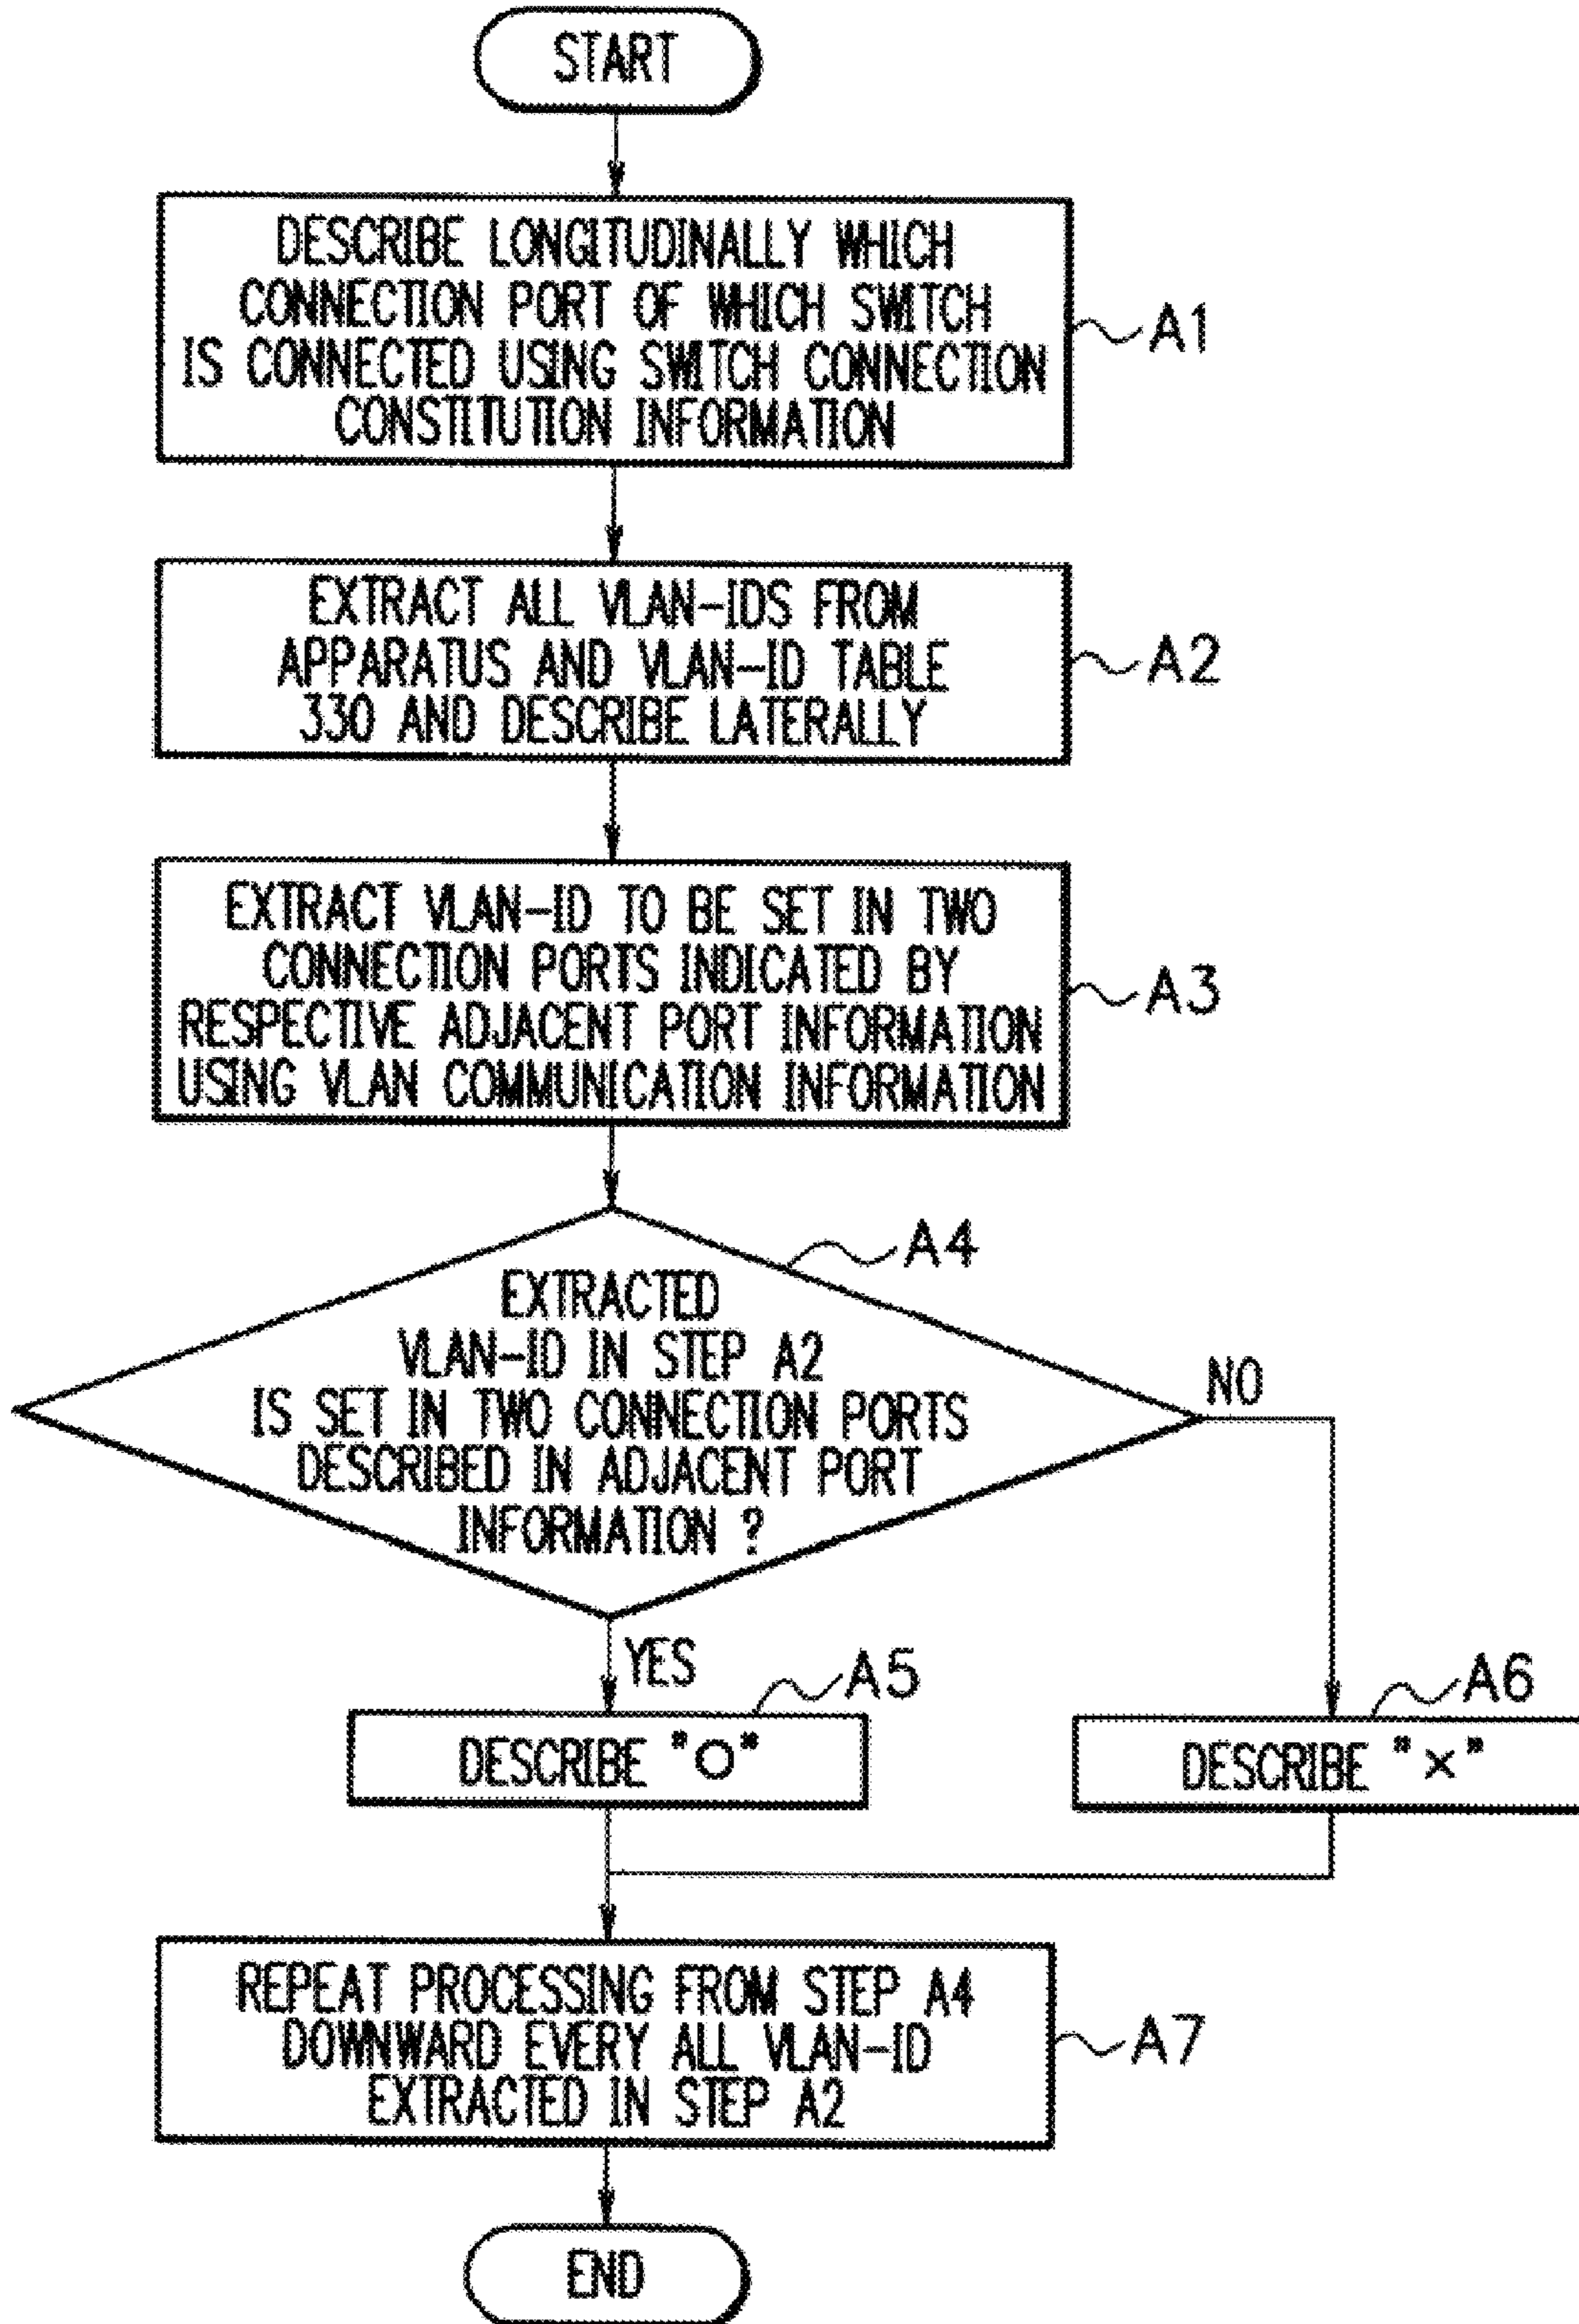 START
DESCRIBE LONGITUDINALLY WHICH
CONNECTION PORT OF WHICH SWITCH
IS CONNECTED USING SWITCH CONNECTION
CONSTITUTION INFORMATION
A1
EXTRACT ALL VLAN-IDS FROM
APPARATUS AND VLAN-ID TABLE
330 AND DESCRIBE LATERALLY
A2
EXTRACT VLAN-ID TO BE SET IN TWO
CONNECTION PORTS INDICATED BY
RESPECTIVE ADJACENT PORT INFORMATION
USING VLAN COMMUNICATION INFORMATION
A3
A4
EXTRACTED
VLAN-ID IN STEP A2
IS SET IN TWO CONNECTION PORTS
DESCRIBED IN ADJACENT PORT
INFORMATION ?
NO
YES
A5
DESCRIBE "○"
A6
DESCRIBE "×"
REPEAT PROCESSING FROM STEP A4
DOWNWARD EVERY ALL VLAN-ID
EXTRACTED IN STEP A2
A7
END